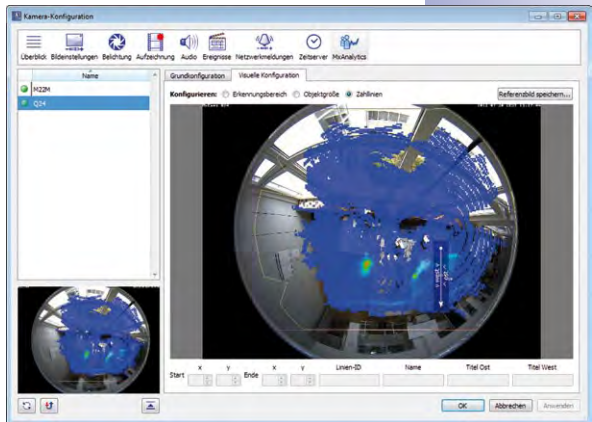 Kamera-Konfiguration
Überblick Bildeinstellungen Belichtung Aufzeichnung Audio Ereignisse Netzwerkmeldungen Zeitserver MxAnalytics
Name
M22M
Q24
Grundkonfiguration Visuelle Konfiguration
Konfigurieren: Erkennungsbereich Objektgröße Zähllinien Referenzbild speichern...
x y x y Linien-ID Name Titel Ost Titel West
Start Ende
OK Abbrechen Anwenden